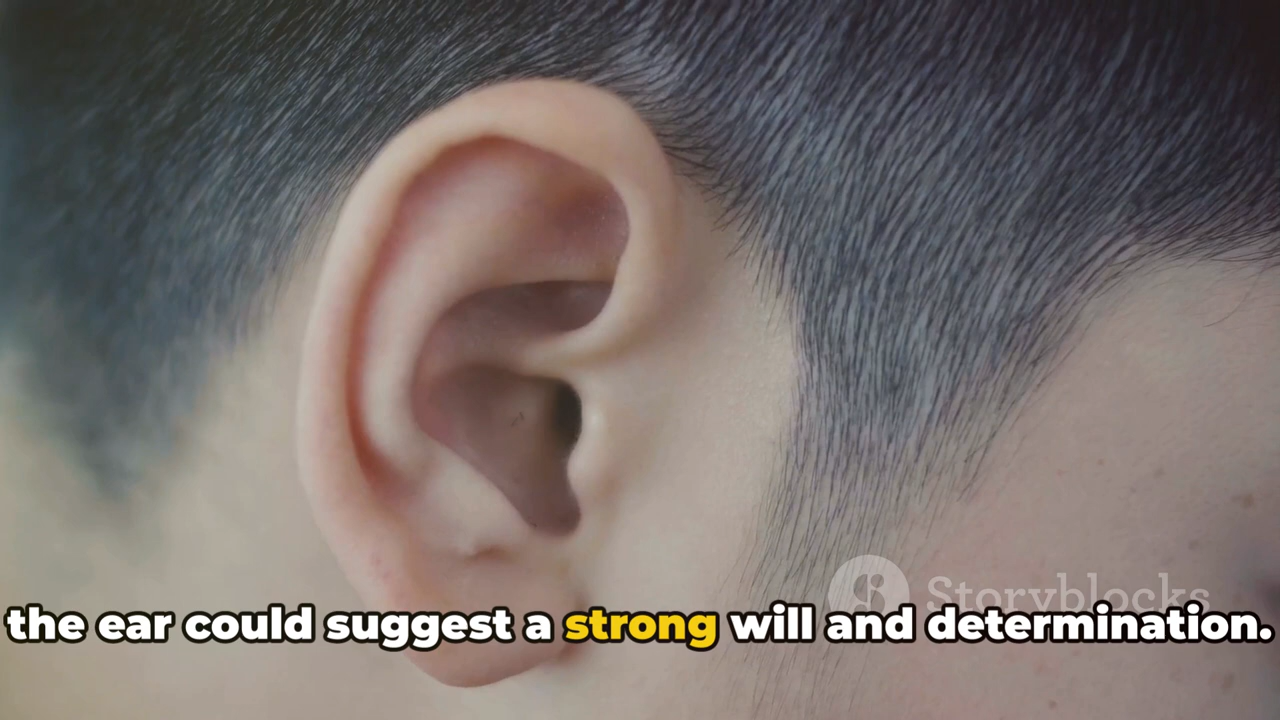 Storyblocks
the ear could suggest a strong will and determination.